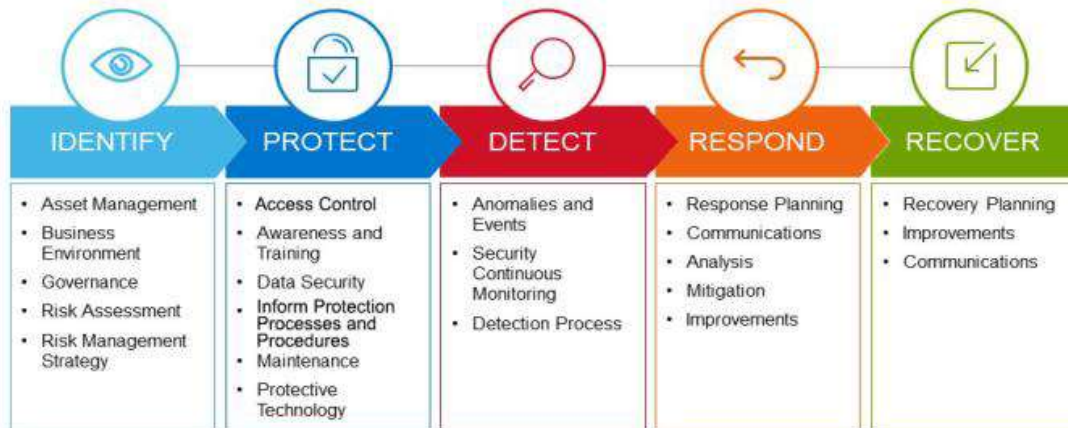 IDENTIFY
PROTECT
DETECT
RESPOND
RECOVER
• Asset Management
• Business
Environment
• Governance
• Risk Assessment
• Risk Management
Strategy
• Access Control
• Awareness and
Training
• Data Security
• Inform Protection
Processes and
Procedures
• Maintenance
• Protective
Technology
• Anomalies and
Events
• Security
Continuous
Monitoring
• Detection Process
• Response Planning
• Communications
• Analysis
• Mitigation
• Improvements
• Recovery Planning
• Improvements
• Communications